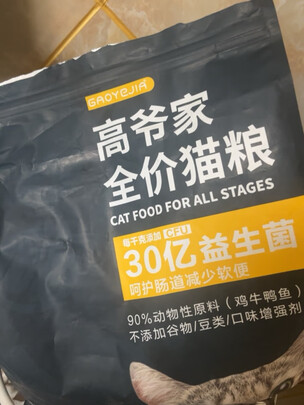 GAOYEJIA
高爷家
全价猫粮
CAT FOOD FOR ALL STAGES
每千克添加 CFU
30亿益生菌
呵护肠道减少软便
90%动物性原料（鸡牛鸭鱼）
不添加谷物/豆类/口味增强剂